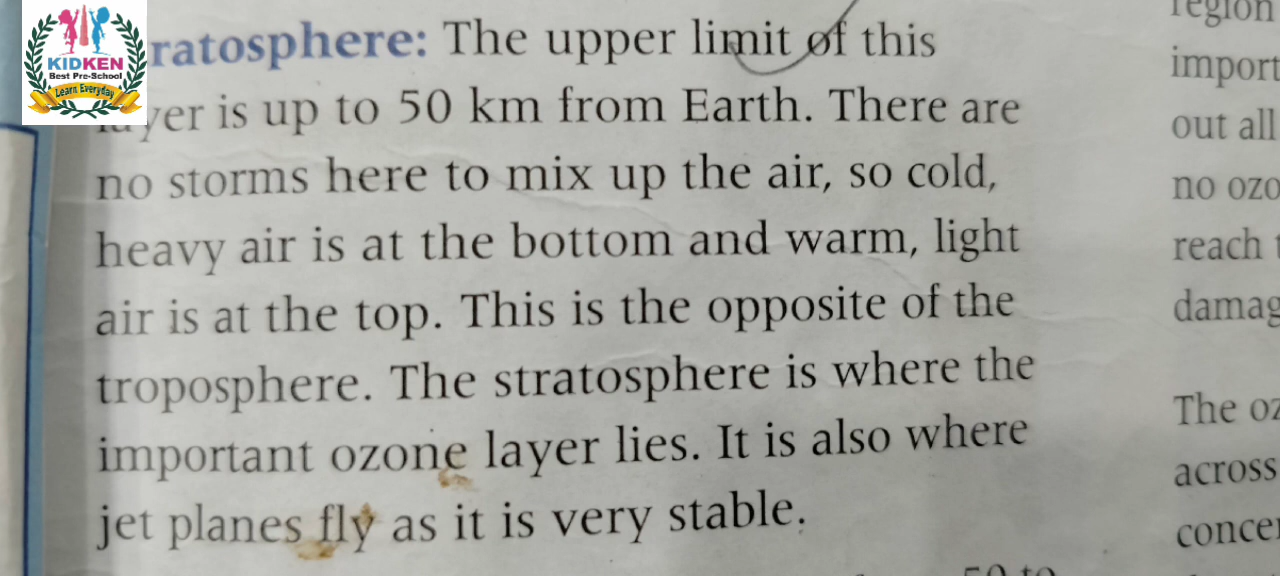 KIDKEN
Best Pre-School
Learn Everyday
ratosphere: The upper limit of this
yer is up to 50 km from Earth. There are
no storms here to mix up the air, so cold,
heavy air is at the bottom and warm, light
air is at the top. This is the opposite of the
troposphere. The stratosphere is where the
important ozone layer lies. It is also where
jet planes fly as it is very stable.
region
import
out all
no ozo
reach
damag
The oz
across
concer
50 to